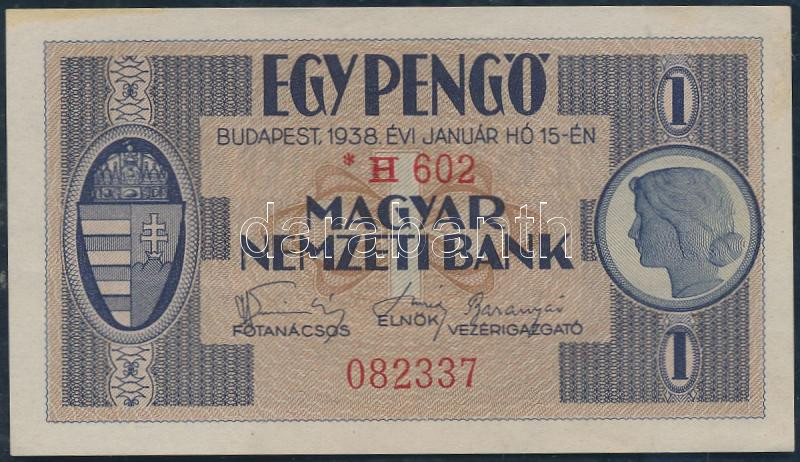 EGY PENGŐ
1
BUDAPEST, 1938. ÉVI JANUÁR HÓ 15-ÉN
* H 602
MAGYAR
NEMZETI BANK
darabanth
Baranyai
FŐTANÁCSOS ELNÖK VEZÉRIGAZGATÓ
1
082337